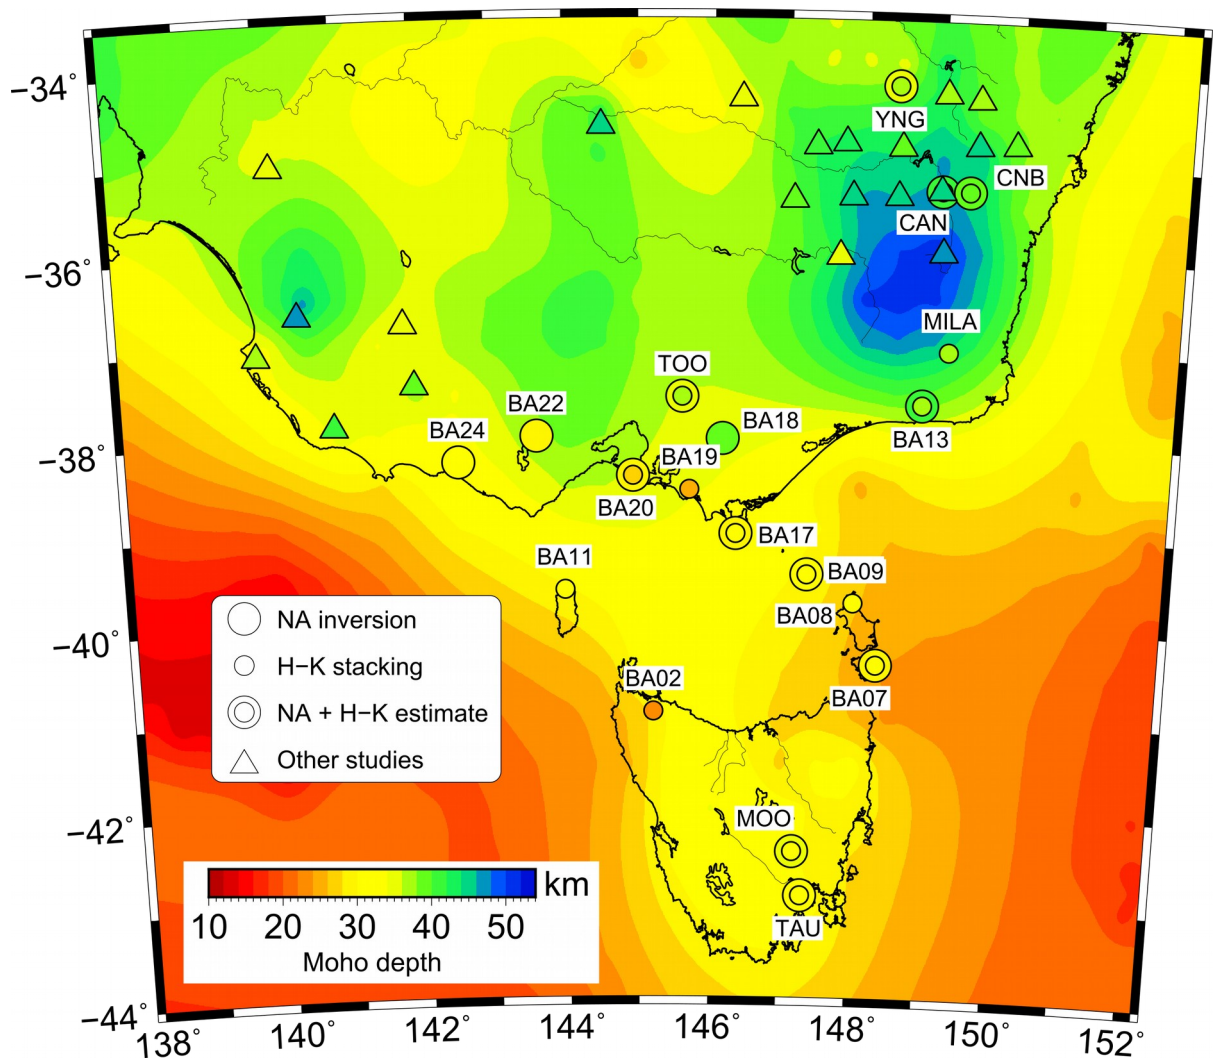 −34°
YNG
CNB
CAN
−36°
MILA
TOO
BA22
BA18
BA24
BA13
BA19
−38°
BA20
BA17
BA11
BA09
BA08
NA inversion
−40°
H−K stacking
BA02
BA07
NA + H−K estimate
Other studies
MOO
−42°
km
10 20 30 40 50
TAU
Moho depth
−44°
138° 140° 142° 144° 146° 148° 150° 152°